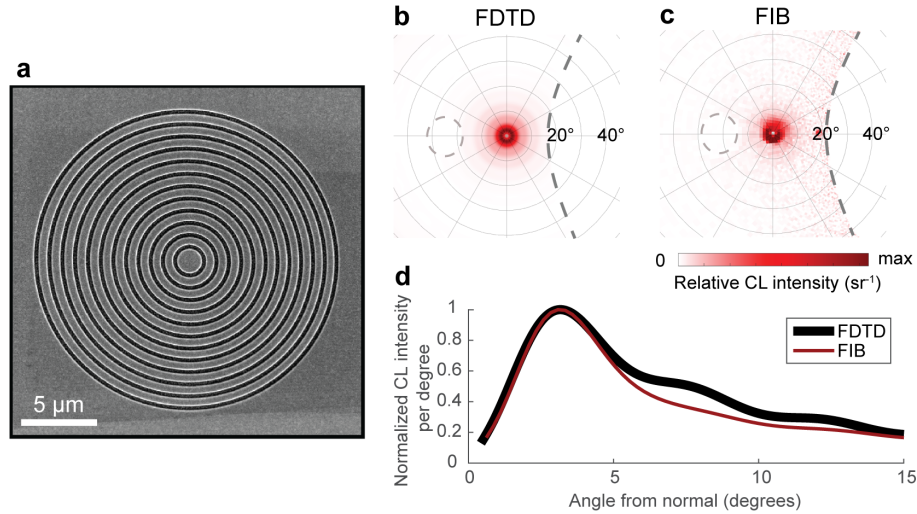 a
5 µm
b
FDTD
20°
40°
c
FIB
20°
40°
0
max
Relative CL intensity (sr⁻¹)
d
Normalized CL intensity
per degree
1
0.8
0.6
0.4
0.2
0
0
5
10
15
Angle from normal (degrees)
FDTD
FIB